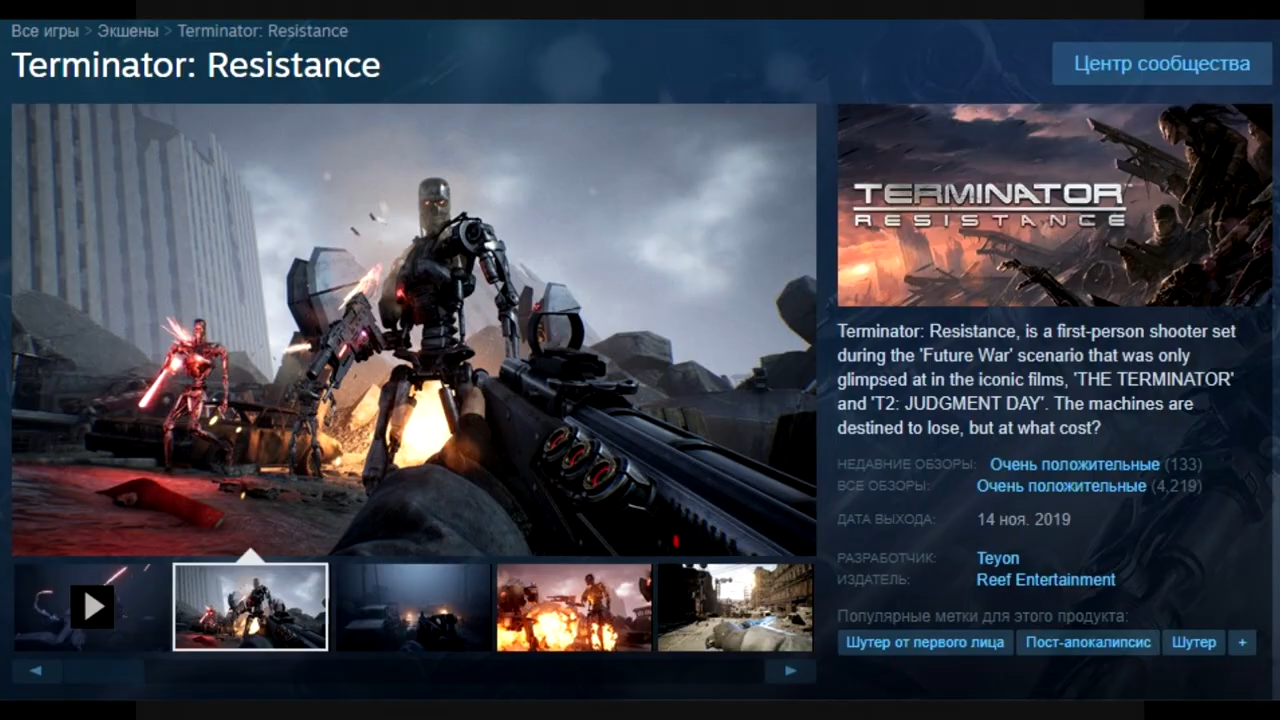 Все игры > Экшены > Terminator: Resistance
Terminator: Resistance
Центр сообщества
TERMINATOR
RESISTANCE
Terminator: Resistance, is a first-person shooter set
during the 'Future War' scenario that was only
glimpsed at in the iconic films, 'THE TERMINATOR'
and 'T2: JUDGMENT DAY'. The machines are
destined to lose, but at what cost?
НЕДАВНИЕ ОБЗОРЫ: Очень положительные (133)
ВСЕ ОБЗОРЫ: Очень положительные (4,219)
ДАТА ВЫХОДА: 14 ноя. 2019
РАЗРАБОТЧИК: Teyon
ИЗДАТЕЛЬ: Reef Entertainment
Популярные метки для этого продукта:
Шутер от первого лица Пост-апокалипсис Шутер +